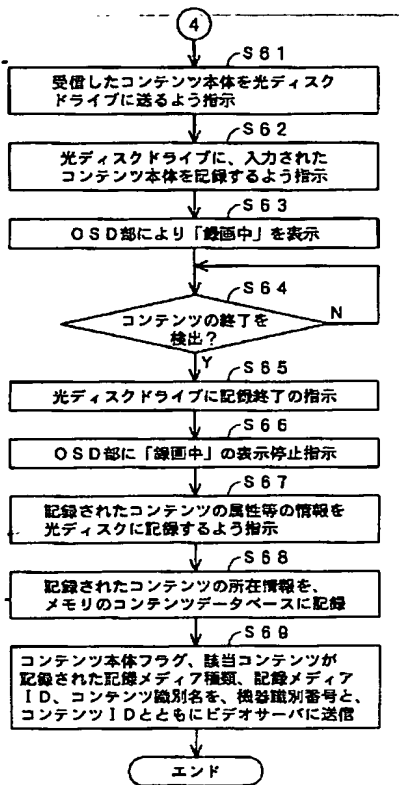 4
S61
受信したコンテンツ本体を光ディスク
ドライブに送るよう指示
S62
光ディスクドライブに、入力された
コンテンツ本体を記録するよう指示
S63
OSD部により「録画中」を表示
S64
コンテンツの終了を
検出?
N
Y
S65
光ディスクドライブに記録終了の指示
S66
OSD部に「録画中」の表示停止指示
S67
記録されたコンテンツの属性等の情報を
光ディスクに記録するよう指示
S68
記録されたコンテンツの所在情報を、
メモリのコンテンツデータベースに記録
S69
コンテンツ本体フラグ、該当コンテンツが
記録された記録メディア種類、記録メディア
ID、コンテンツ識別名を、機器識別番号と、
コンテンツIDとともにビデオサーバに送信
エンド